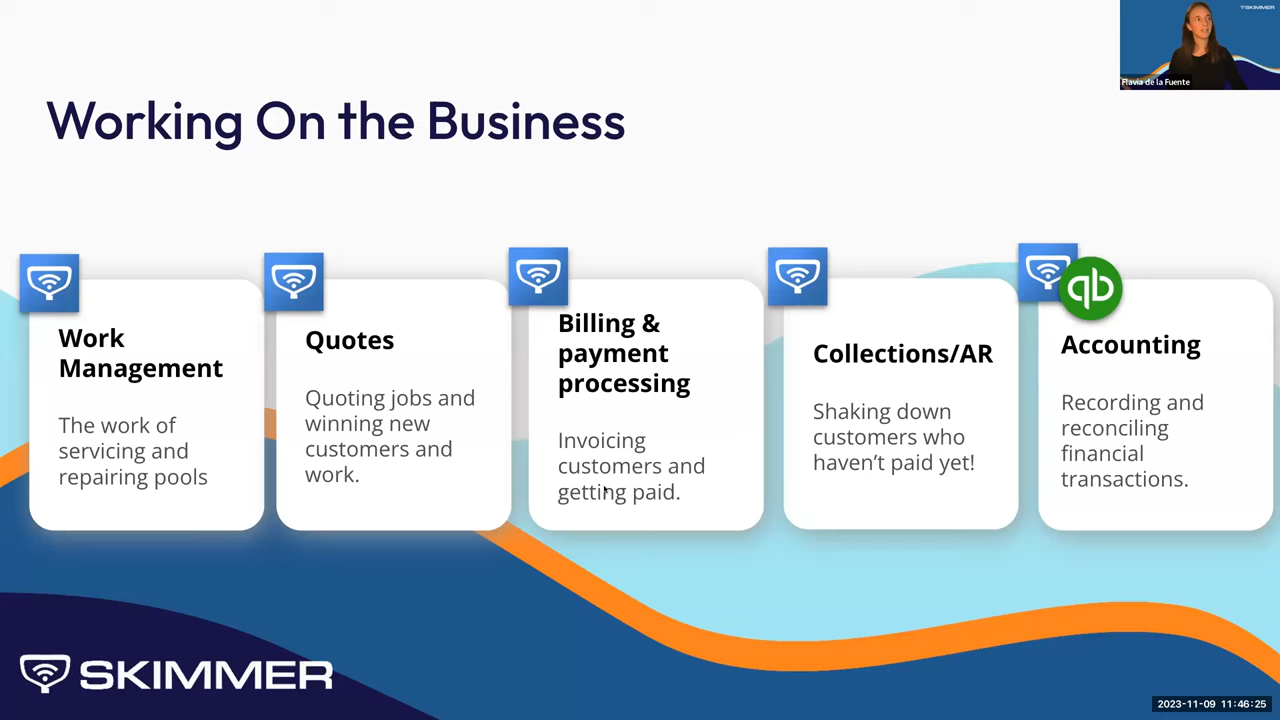 SKIMMER
Flavia de la Fuente
Working On the Business
Work
Management
The work of
servicing and
repairing pools
Quotes
Quoting jobs and
winning new
customers and
work.
Billing &
payment
processing
Invoicing
customers and
getting paid.
Collections/AR
Shaking down
customers who
haven’t paid yet!
qb
Accounting
Recording and
reconciling
financial
transactions.
SKIMMER
2023-11-09 11:46:25